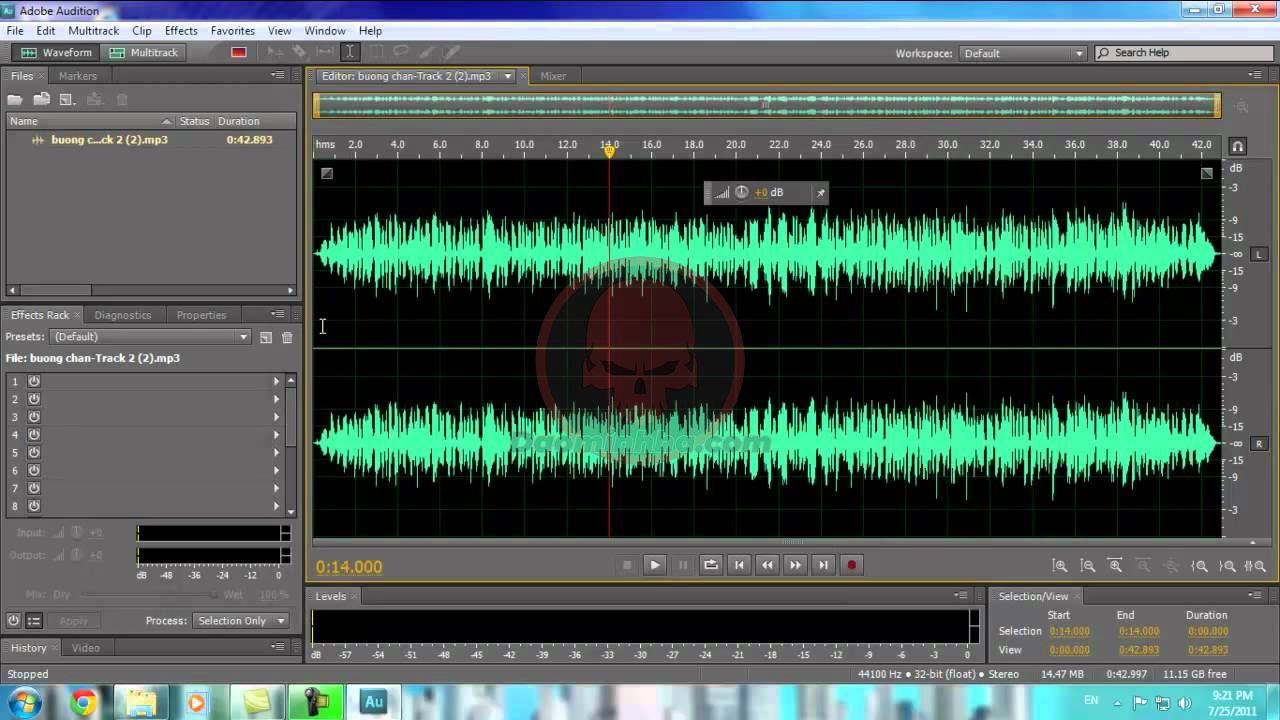 Au Adobe Audition
File Edit Multitrack Clip Effects Favorites View Window Help
Waveform Multitrack Workspace: Default Search Help
Files Markers
Name Status Duration
buong c...ck 2 (2).mp3 0:42.893
Effects Rack Diagnostics Properties
Presets: (Default)
File: buong chan-Track 2 (2).mp3
1
2
3
4
5
6
7
8
Input: +0
Output: +0
dB -48 -36 -24 -12 0
Mix: Dry Wet 100 %
Apply Process: Selection Only
History Video
Editor: buong chan-Track 2 (2).mp3 Mixer
hms 2.0 4.0 6.0 8.0 10.0 12.0 14.0 16.0 18.0 20.0 22.0 24.0 26.0 28.0 30.0 32.0 34.0 36.0 38.0 40.0 42.0
+0 dB
dB
-3
-9
-15
-∞ L
-15
-9
-3
dB
-3
-9
-15
-∞ R
-15
-9
-3
Daominhha.com
0:14.000
Levels
dB -57 -54 -51 -48 -45 -42 -39 -36 -33 -30 -27 -24 -21 -18 -15 -12 -9 -6 -3 0
Selection/View
Start End Duration
Selection 0:14.000 0:14.000 0:00.000
View 0:00.000 0:42.893 0:42.893
Stopped 44100 Hz ● 32-bit (float) ● Stereo 14.47 MB 0:42.997 11.15 GB free
Au EN 9:21 PM
7/25/2011